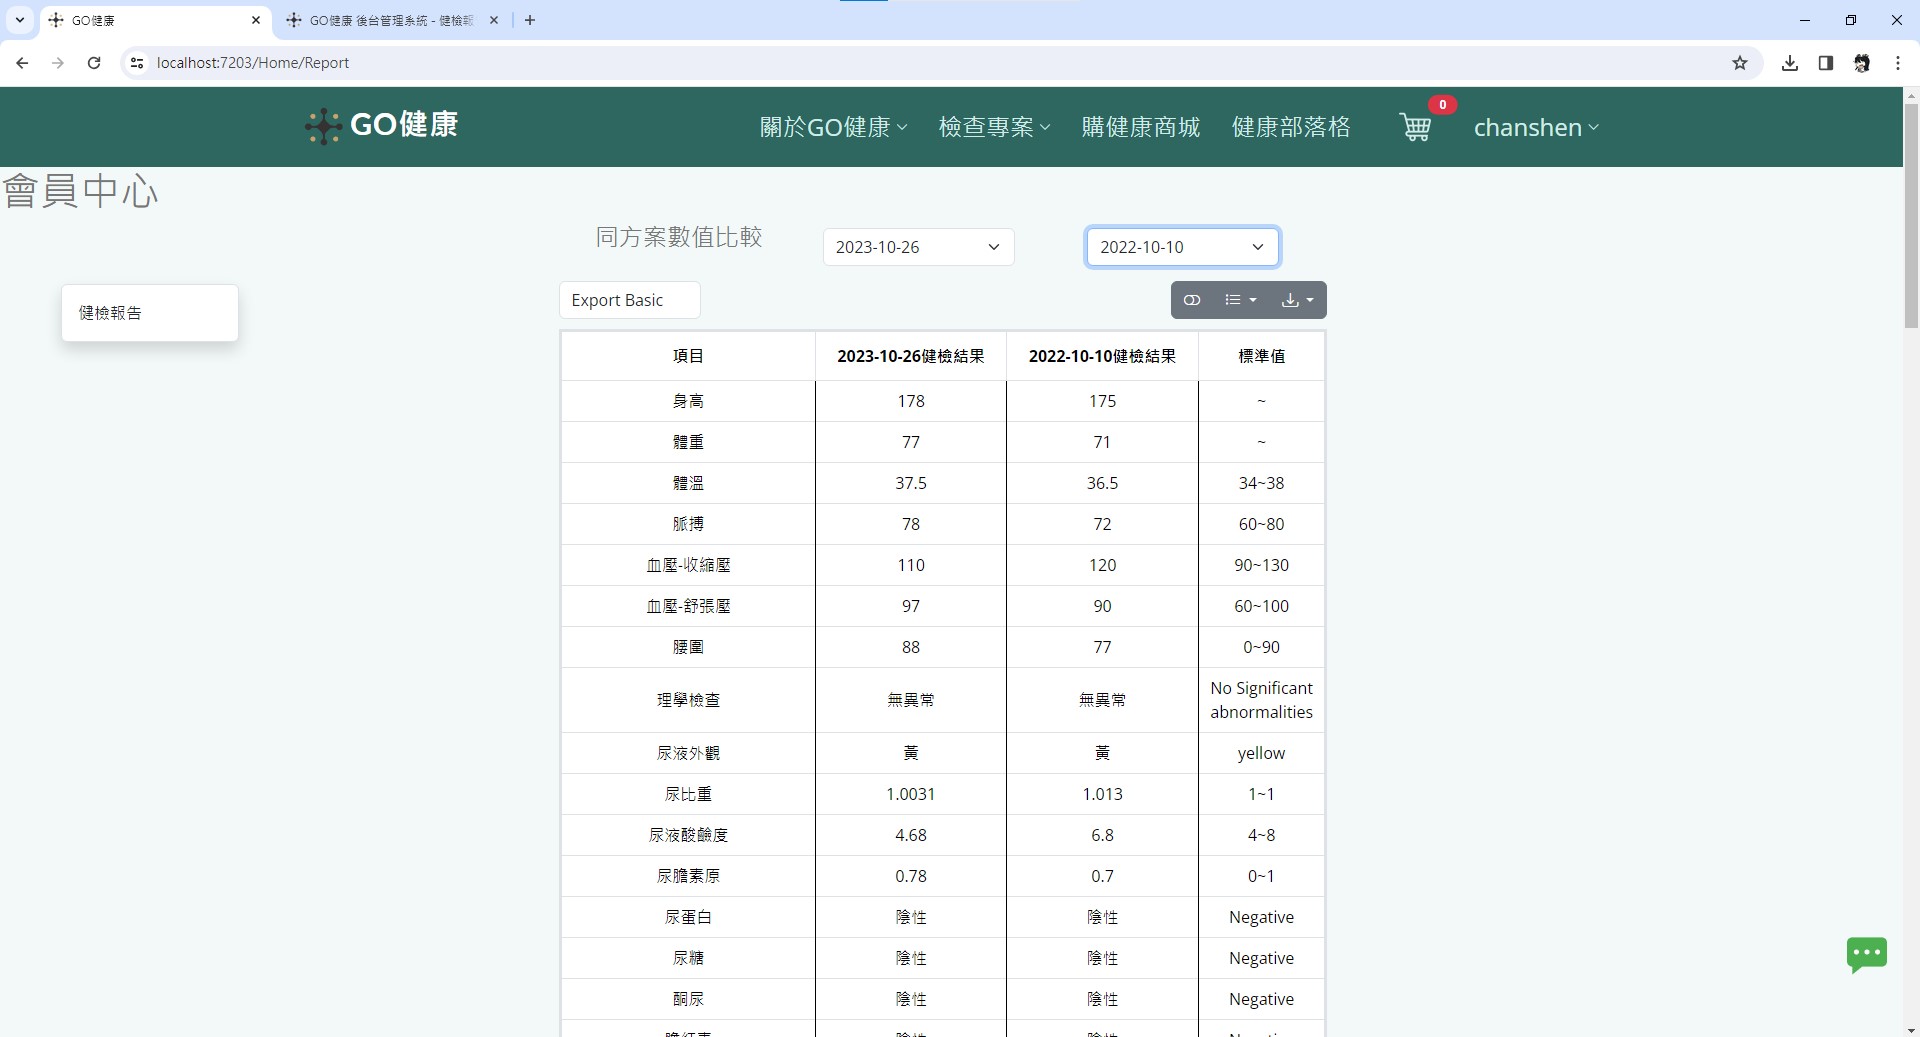 GO健康
GO健康 後台管理系統 - 健檢報
localhost:7203/Home/Report
GO健康
關於GO健康
檢查專案
購健康商城
健康部落格
0
chanshen
會員中心
同方案數值比較
2023-10-26
2022-10-10
健檢報告
Export Basic
項目 2023-10-26健檢結果 2022-10-10健檢結果 標準值
身高 178 175 ~
體重 77 71 ~
體溫 37.5 36.5 34~38
脈搏 78 72 60~80
血壓-收縮壓 110 120 90~130
血壓-舒張壓 97 90 60~100
腰圍 88 77 0~90
理學檢查 無異常 無異常 No Significant
abnormalities
尿液外觀 黃 黃 yellow
尿比重 1.0031 1.013 1~1
尿液酸鹼度 4.68 6.8 4~8
尿膽素原 0.78 0.7 0~1
尿蛋白 陰性 陰性 Negative
尿糖 陰性 陰性 Negative
酮尿 陰性 陰性 Negative